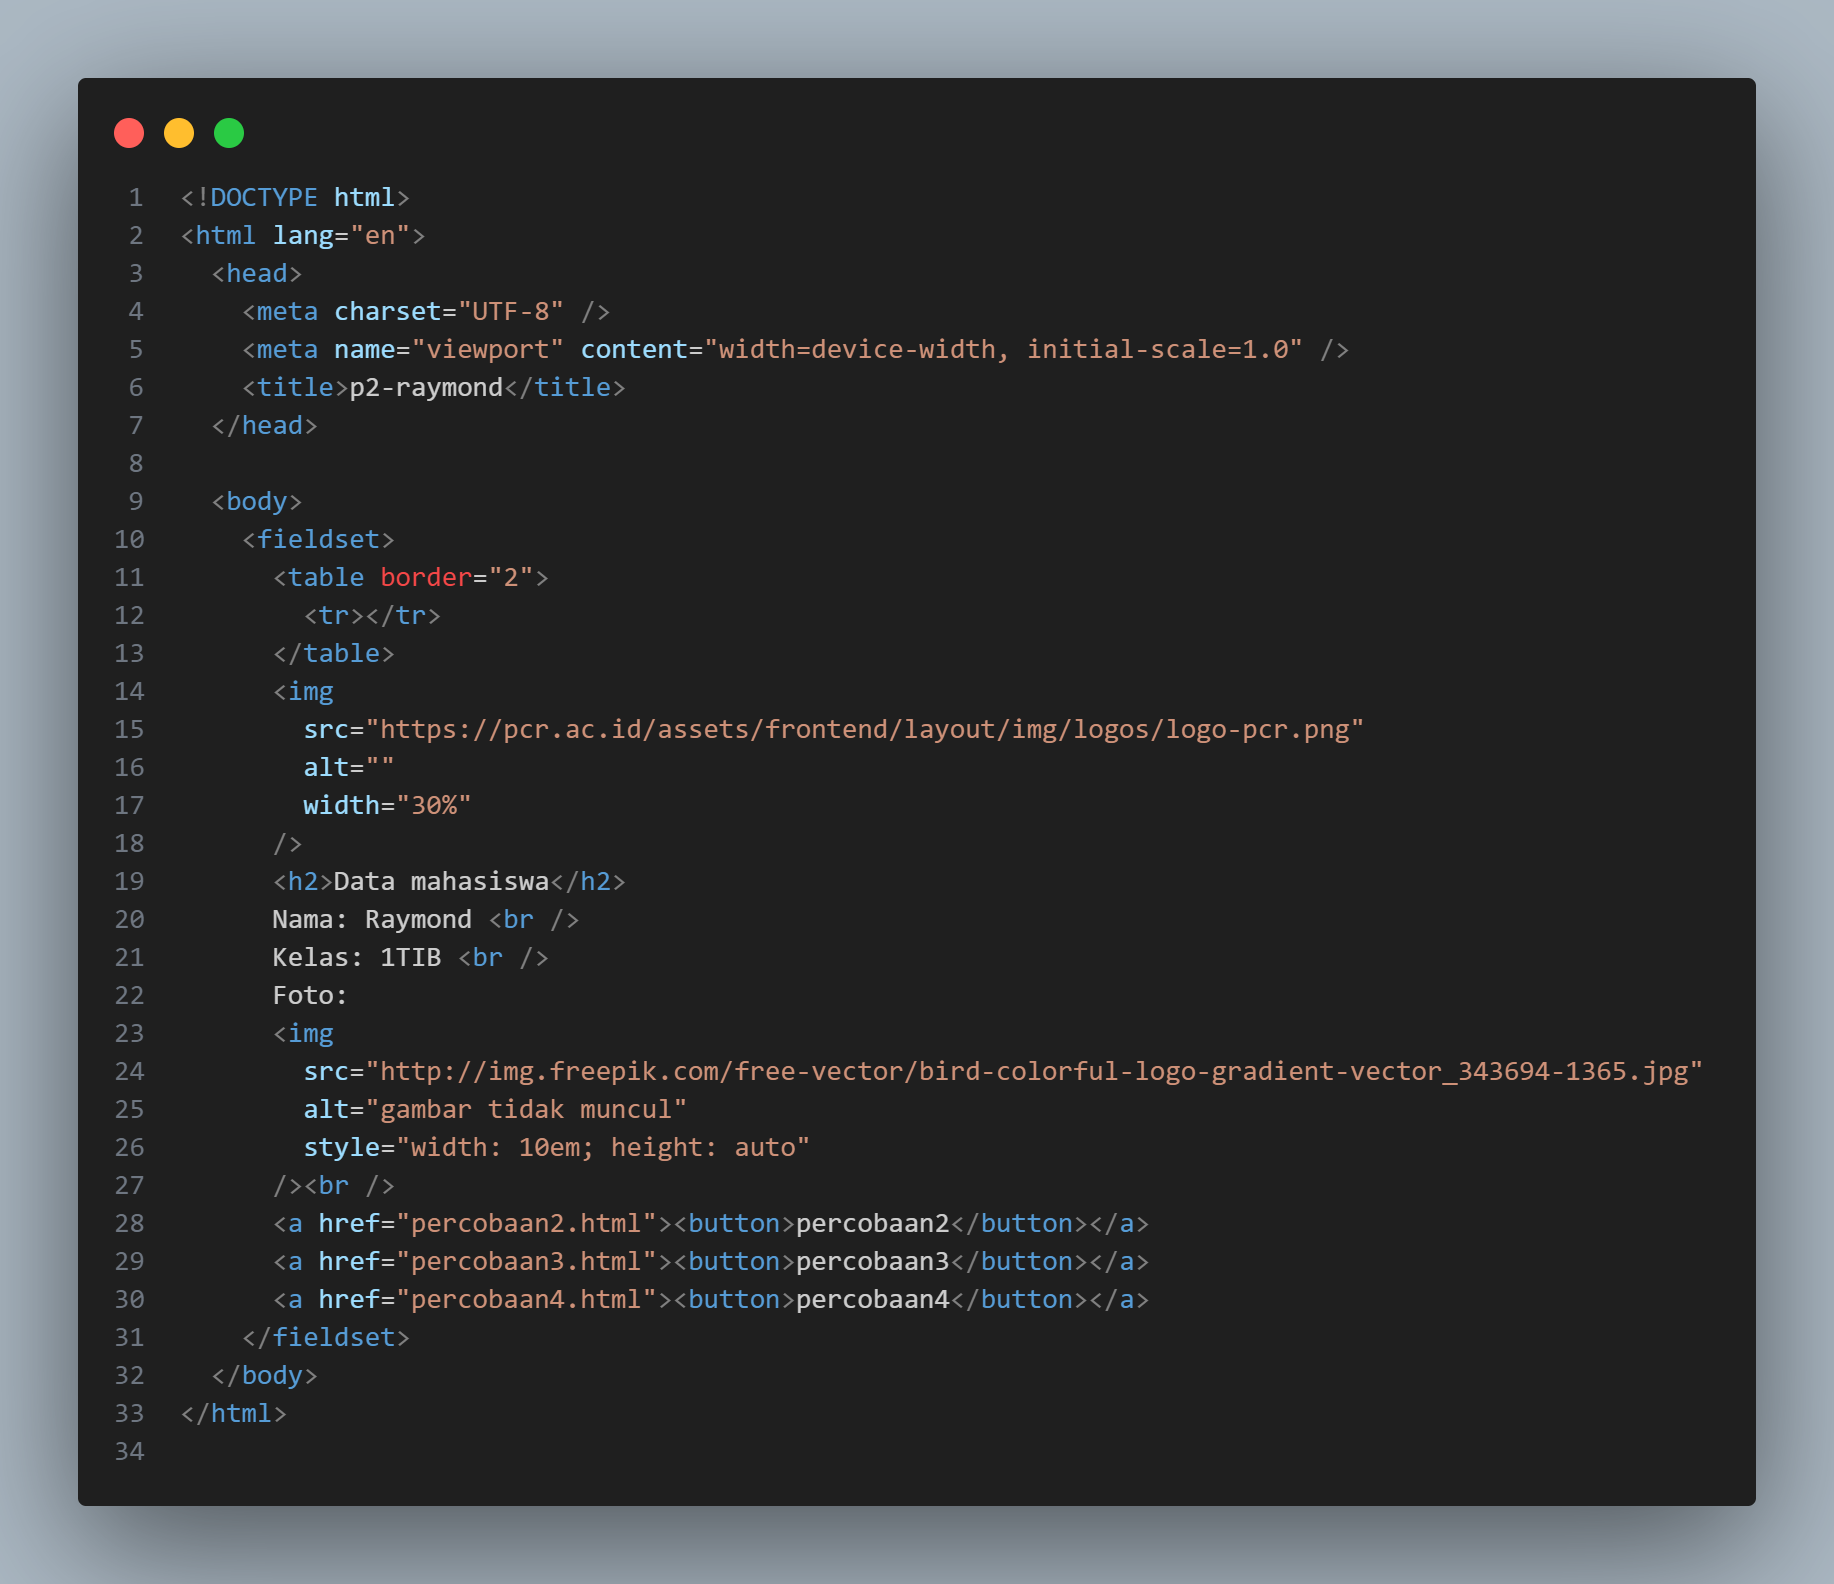 1 <!DOCTYPE html>
2 <html lang="en">
3   <head>
4     <meta charset="UTF-8" />
5     <meta name="viewport" content="width=device-width, initial-scale=1.0" />
6     <title>p2-raymond</title>
7   </head>
8
9   <body>
10     <fieldset>
11       <table border="2">
12         <tr></tr>
13       </table>
14       <img
15         src="https://pcr.ac.id/assets/frontend/layout/img/logos/logo-pcr.png"
16         alt=""
17         width="30%"
18       />
19       <h2>Data mahasiswa</h2>
20       Nama: Raymond <br />
21       Kelas: 1TIB <br />
22       Foto:
23       <img
24         src="http://img.freepik.com/free-vector/bird-colorful-logo-gradient-vector_343694-1365.jpg"
25         alt="gambar tidak muncul"
26         style="width: 10em; height: auto"
27       /><br />
28       <a href="percobaan2.html"><button>percobaan2</button></a>
29       <a href="percobaan3.html"><button>percobaan3</button></a>
30       <a href="percobaan4.html"><button>percobaan4</button></a>
31     </fieldset>
32   </body>
33 </html>
34